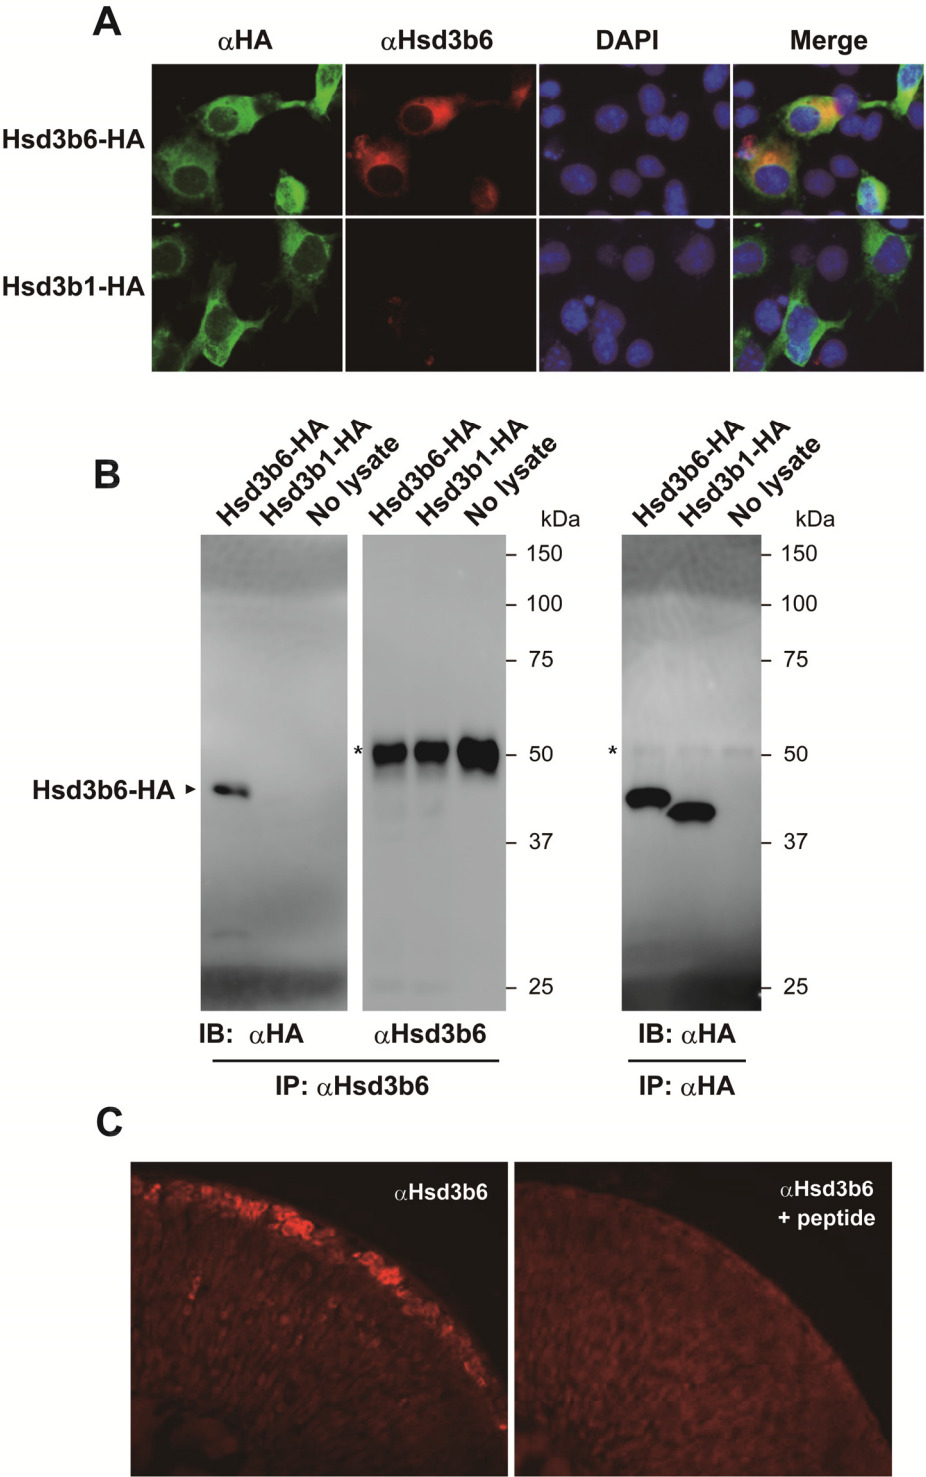 A
αHA αHsd3b6 DAPI Merge
Hsd3b6-HA
Hsd3b1-HA
B
Hsd3b6-HA Hsd3b1-HA No lysate Hsd3b6-HA Hsd3b1-HA No lysate kDa Hsd3b6-HA Hsd3b1-HA No lysate kDa
150 150
100 100
75 75
* 50 * 50
Hsd3b6-HA
37 37
25 25
IB: αHA αHsd3b6 IB: αHA
IP: αHsd3b6 IP: αHA
C
αHsd3b6 αHsd3b6
+ peptide